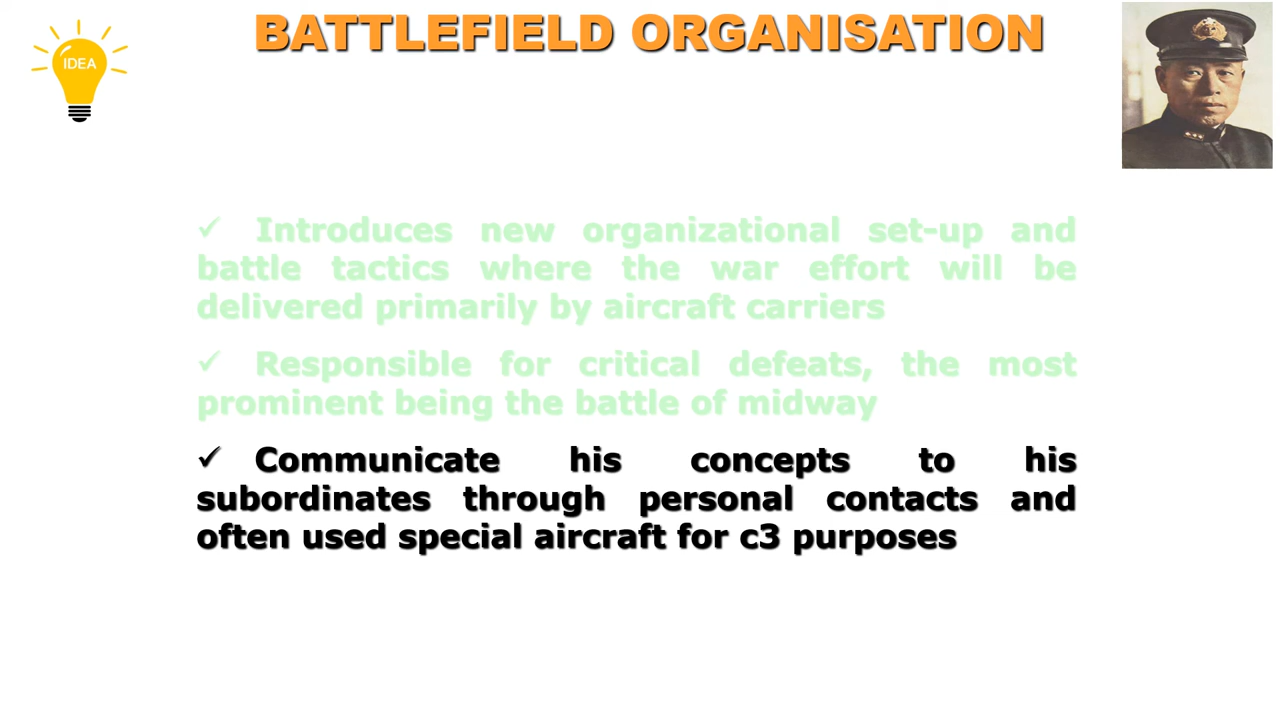 BATTLEFIELD ORGANISATION
IDEA
✓ Introduces new organizational set-up and
battle tactics where the war effort will be
delivered primarily by aircraft carriers
✓ Responsible for critical defeats, the most
prominent being the battle of midway
✓ Communicate his concepts to his
subordinates through personal contacts and
often used special aircraft for c3 purposes